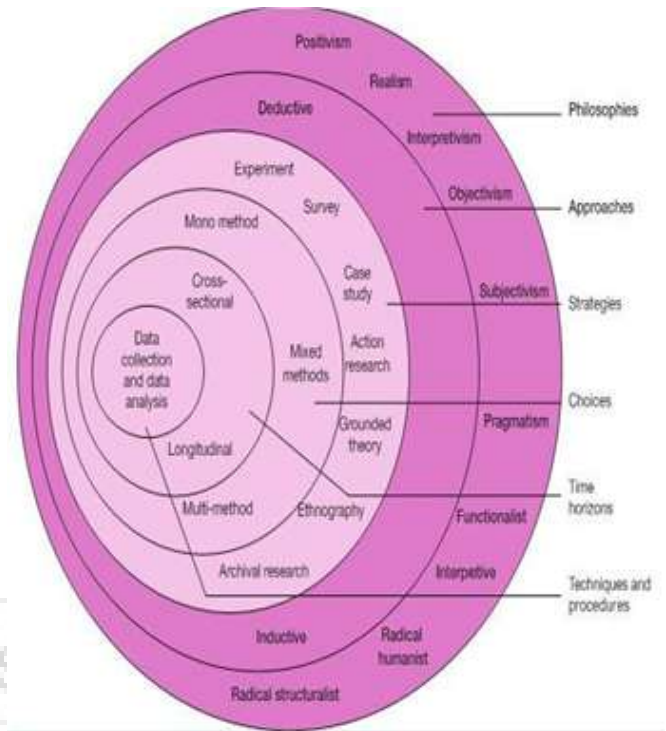 Positivism
Realism
Deductive
Philosophies
Interpretivism
Experiment
Objectivism
Survey
Approaches
Mono method
Cross-
sectional
Case
study
Subjectivism
Strategies
Data
collection
and data
analysis
Mixed
methods
Action
research
Choices
Pragmatism
Grounded
theory
Longitudinal
Time
horizons
Multi-method
Ethnography
Functionalist
Archival research
Interpetive
Techniques and
procedures
Inductive
Radical
humanist
Radical structuralist